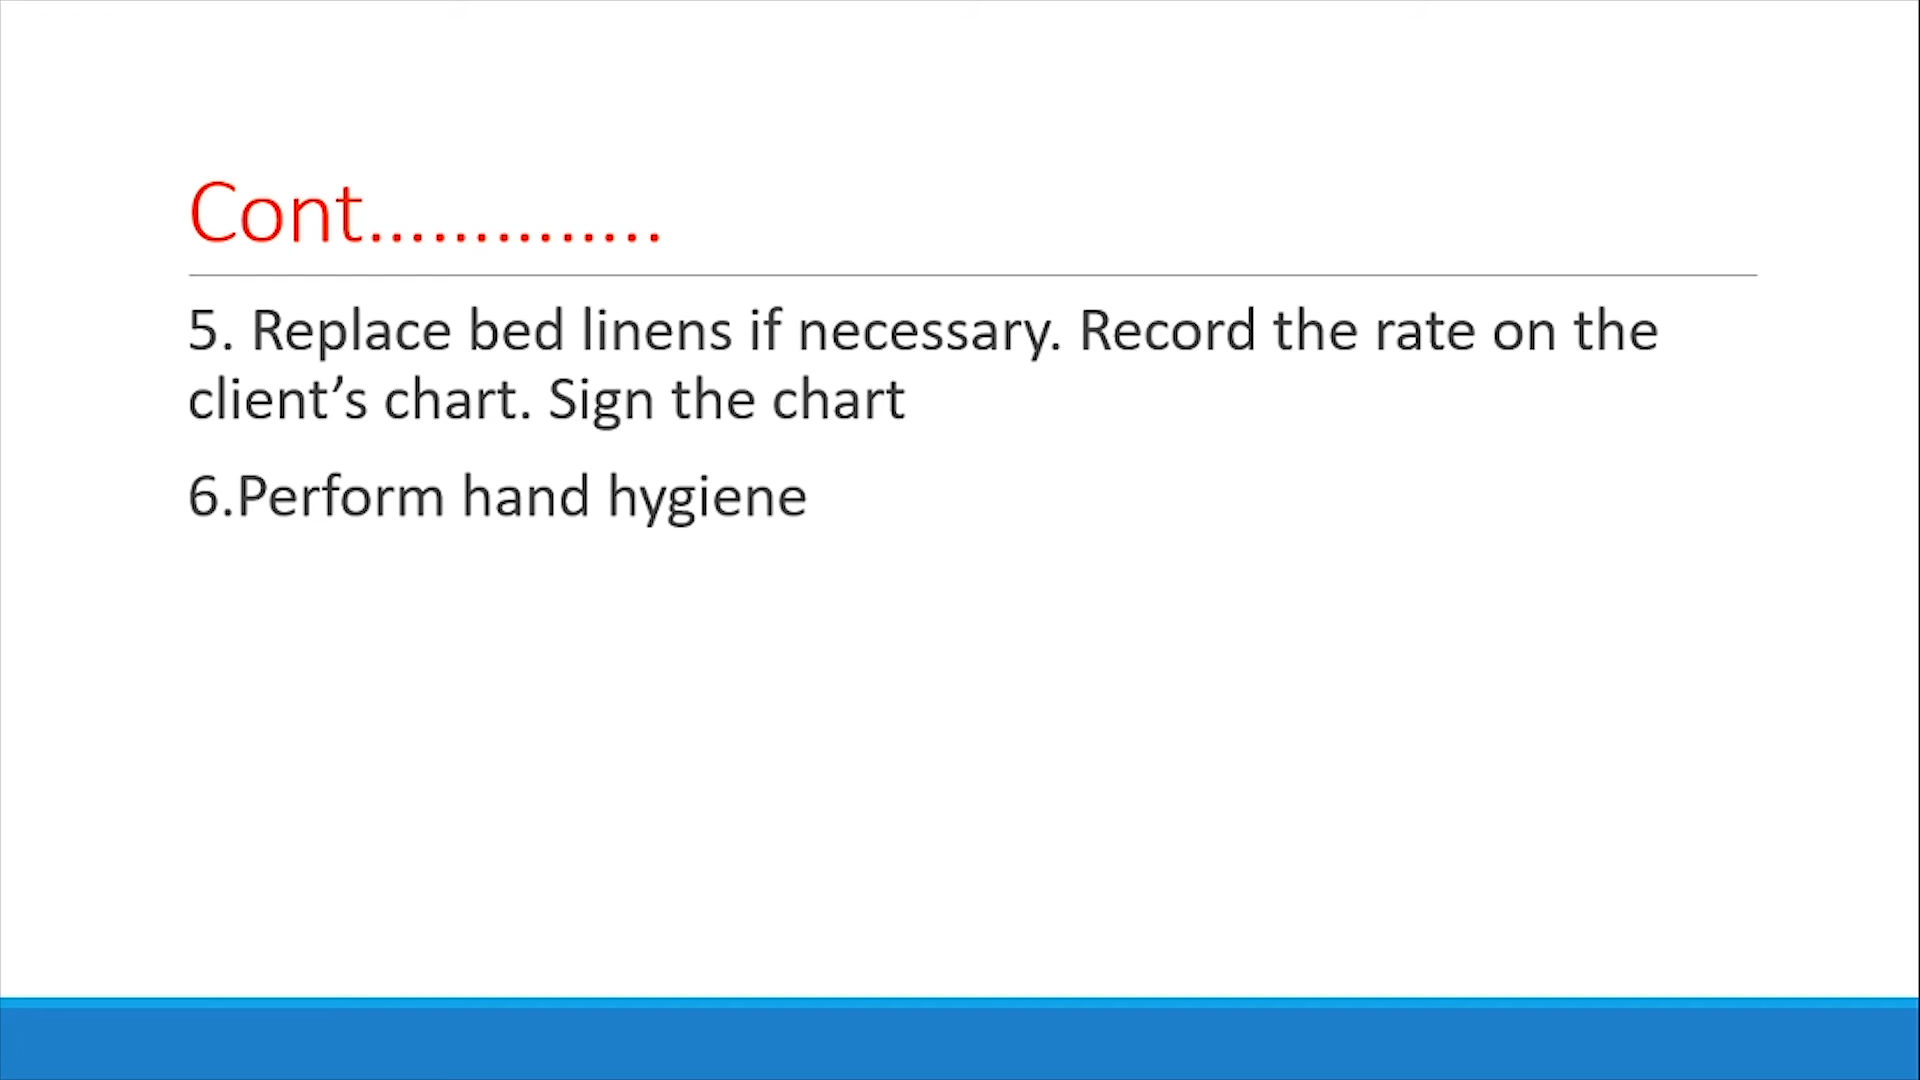 Cont..............
5. Replace bed linens if necessary. Record the rate on the
client’s chart. Sign the chart
6.Perform hand hygiene